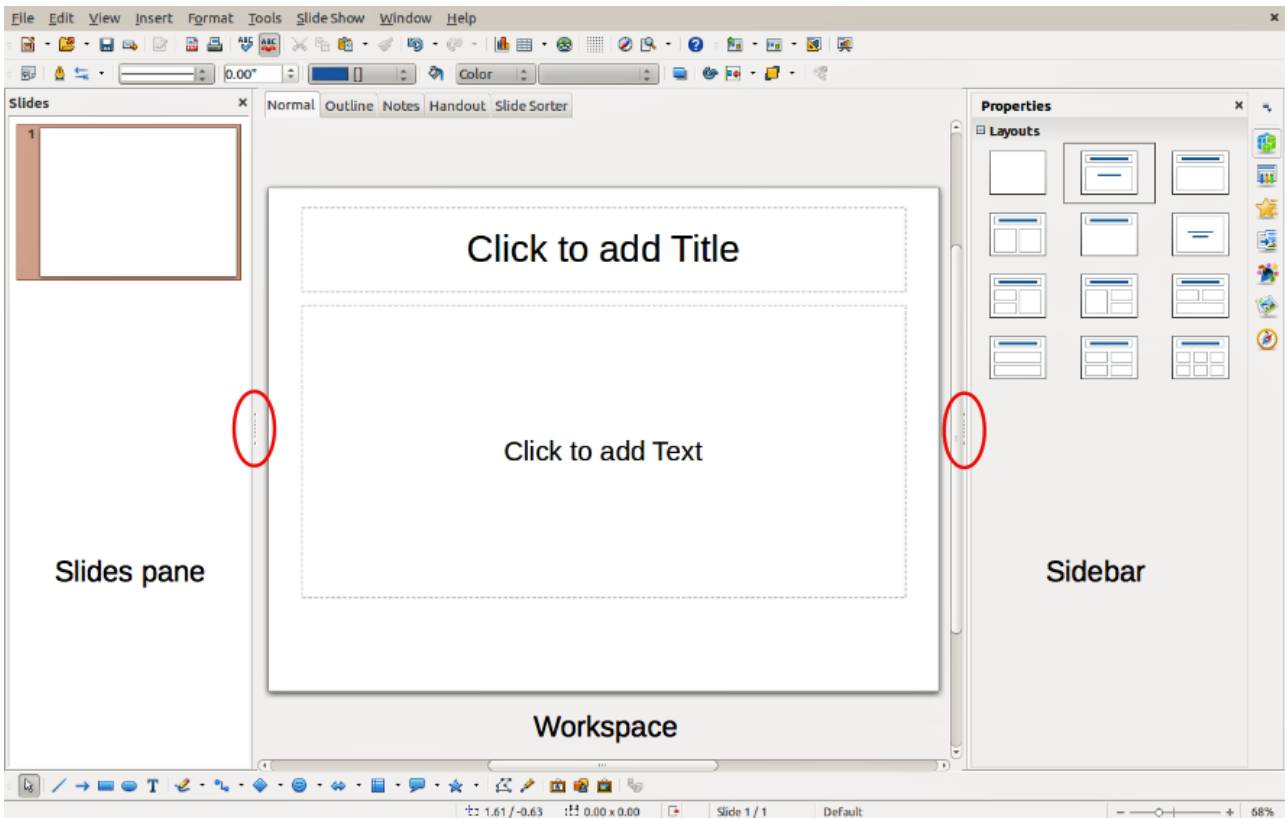 File Edit View Insert Format Tools Slide Show Window Help
0.00" [] Color
Slides
Normal Outline Notes Handout Slide Sorter
Properties
Layouts
1
Click to add Title
Click to add Text
Slides pane
Sidebar
Workspace
1.61 / -0.63 0.00 x 0.00 Slide 1 / 1 Default 68%